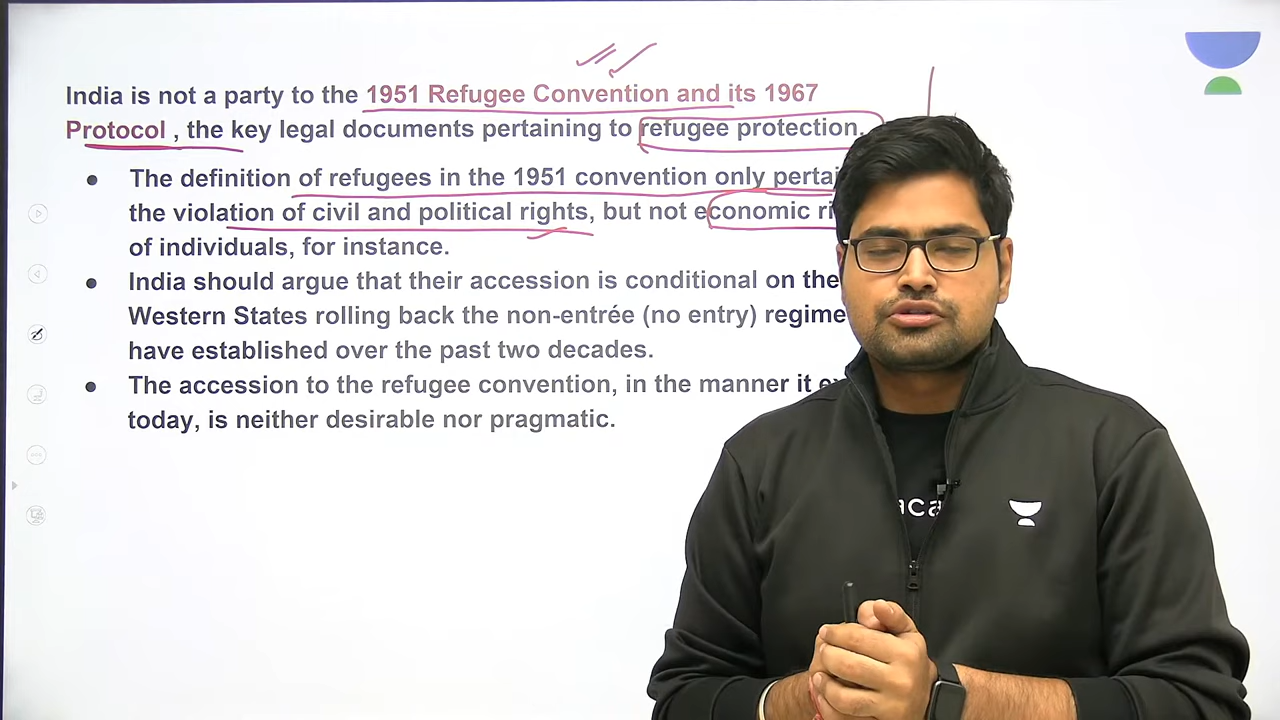 India is not a party to the 1951 Refugee Convention and its 1967
Protocol , the key legal documents pertaining to refugee protection.
● The definition of refugees in the 1951 convention only
the violation of civil and political rights, but not economic
of individuals, for instance.
● India should argue that their accession is conditional on the
Western States rolling back the non-entrée (no entry) regime
have established over the past two decades.
● The accession to the refugee convention, in the manner it
today, is neither desirable nor pragmatic.